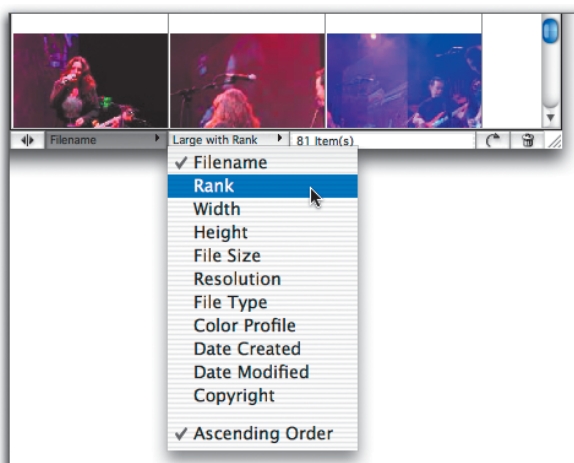 Filename
Large with Rank
81 Item(s)
Filename
Rank
Width
Height
File Size
Resolution
File Type
Color Profile
Date Created
Date Modified
Copyright
Ascending Order